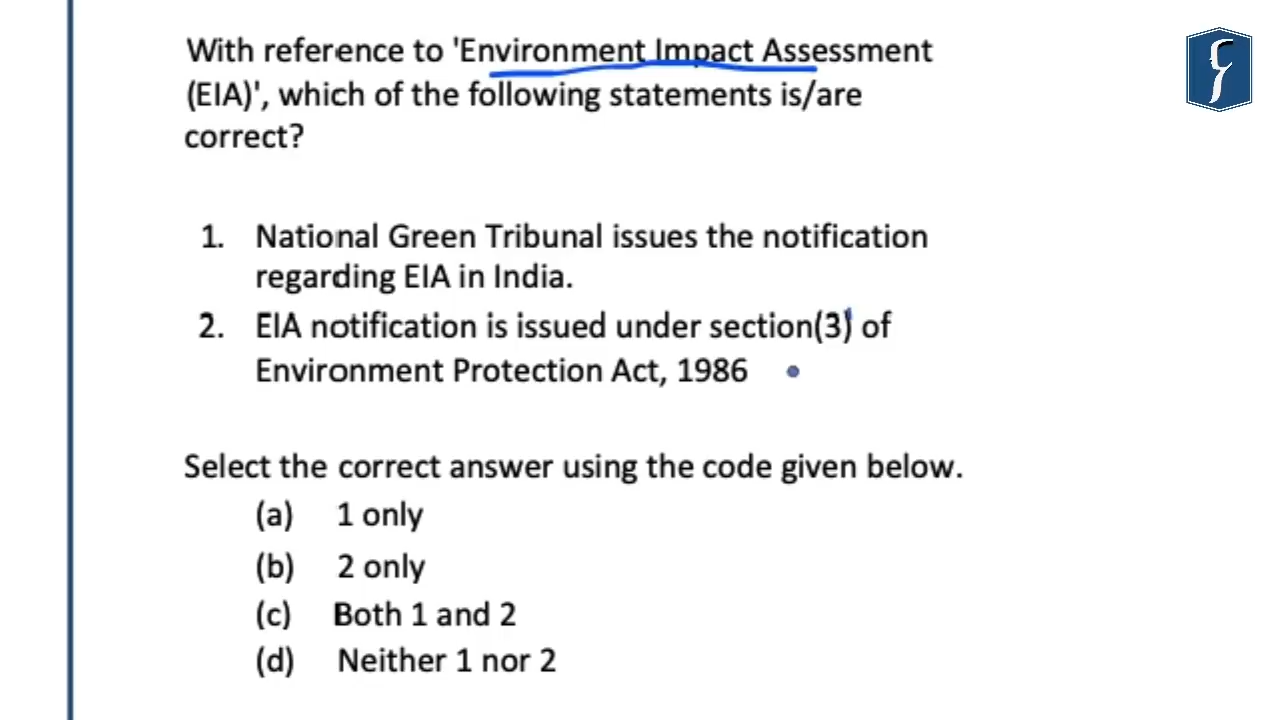 With reference to 'Environment Impact Assessment
(EIA)', which of the following statements is/are
correct?
1. National Green Tribunal issues the notification
regarding EIA in India.
2. EIA notification is issued under section(3) of
Environment Protection Act, 1986
Select the correct answer using the code given below.
(a) 1 only
(b) 2 only
(c) Both 1 and 2
(d) Neither 1 nor 2